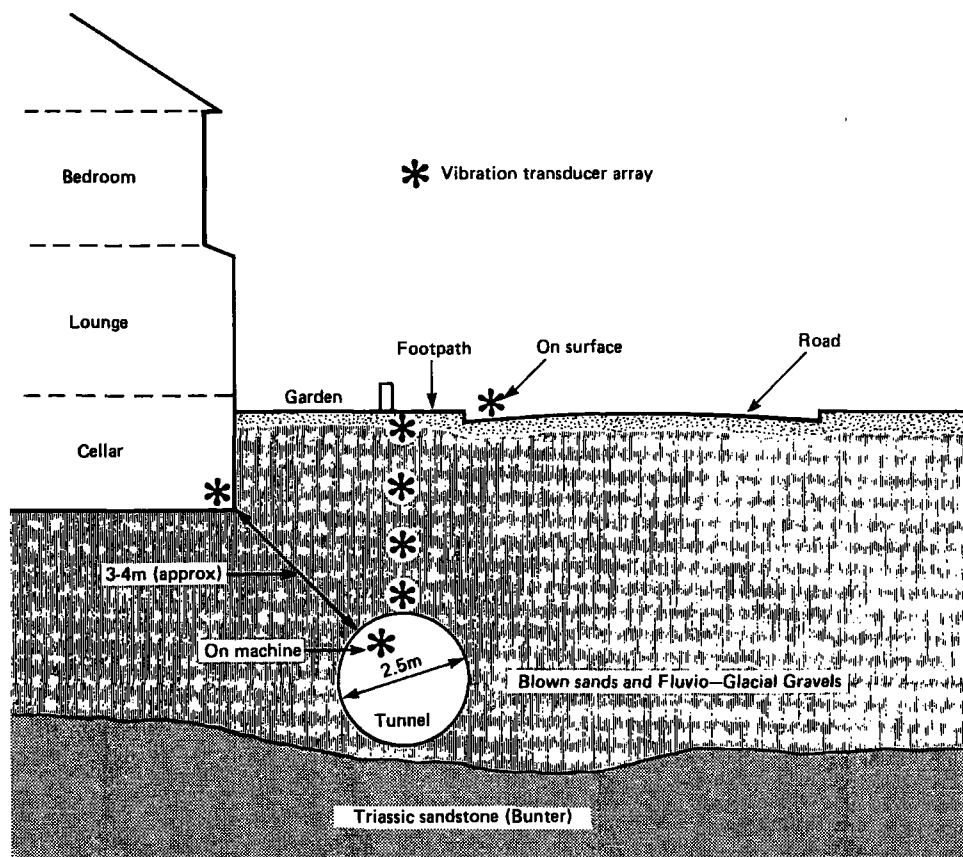 Bedroom
✱ Vibration transducer array
Lounge
Footpath
On surface
Road
Garden
Cellar
3-4m (approx)
On machine
2.5m
Tunnel
Blown sands and Fluvio—Glacial Gravels
Triassic sandstone (Bunter)